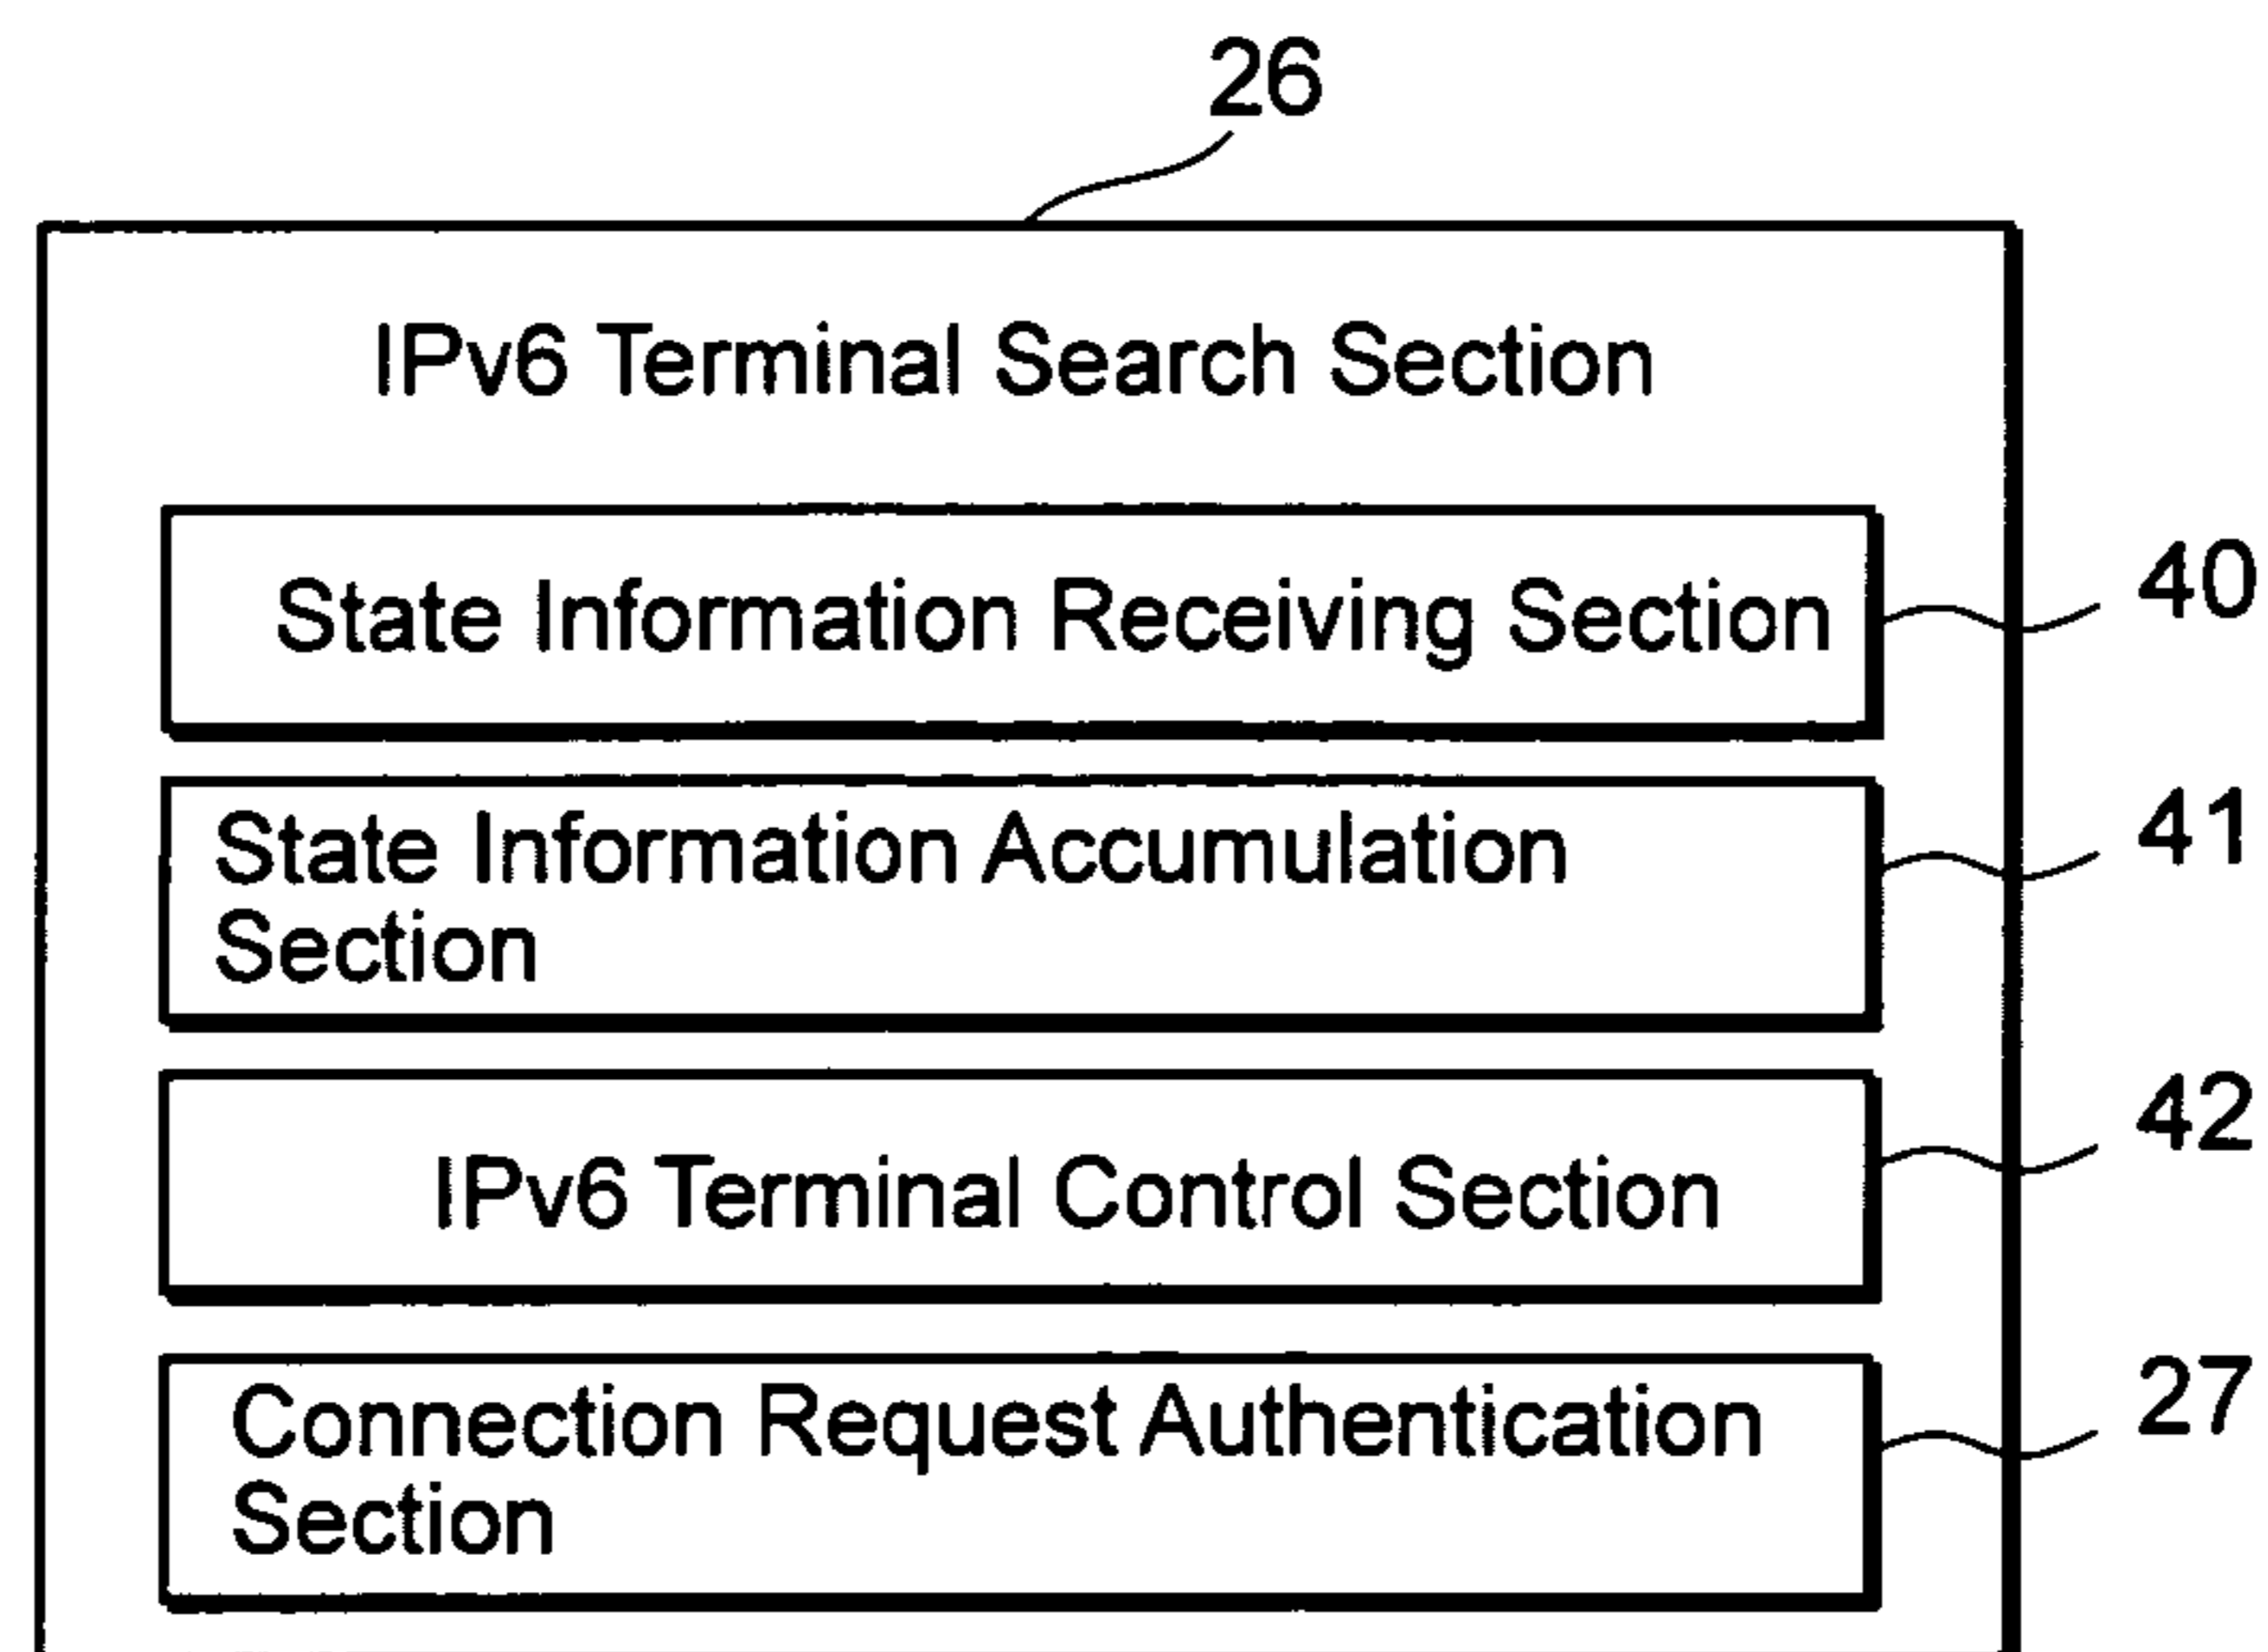 26
IPv6 Terminal Search Section
State Information Receiving Section
40
State Information Accumulation
Section
41
IPv6 Terminal Control Section
42
Connection Request Authentication
Section
27